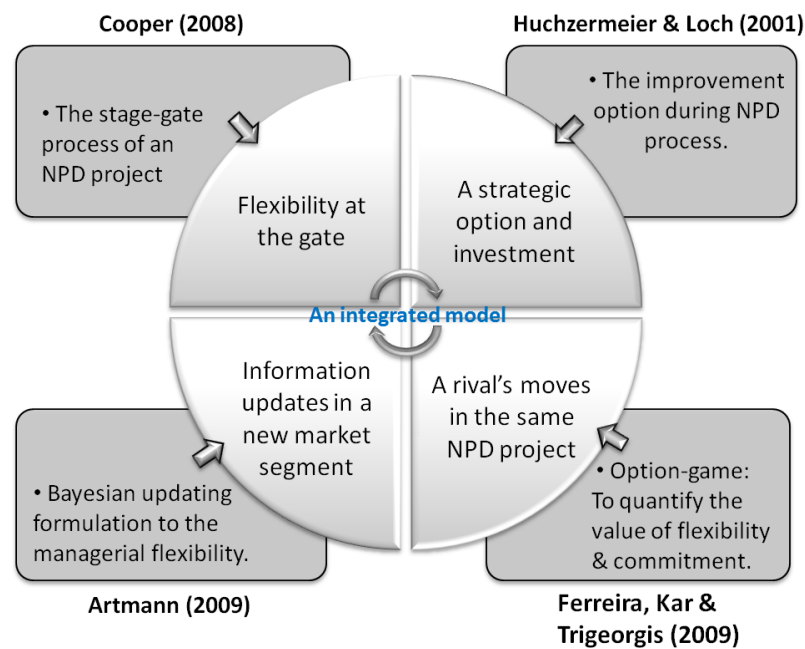 Cooper (2008)
Huchzermeier & Loch (2001)
• The stage-gate
process of an
NPD project
• The improvement
option during NPD
process.
Flexibility at
the gate
A strategic
option and
investment
An integrated model
Information
updates in a
new market
segment
A rival’s moves
in the same
NPD project
• Bayesian updating
formulation to the
managerial flexibility.
• Option-game:
To quantify the
value of flexibility
& commitment.
Artmann (2009)
Ferreira, Kar &
Trigeorgis (2009)